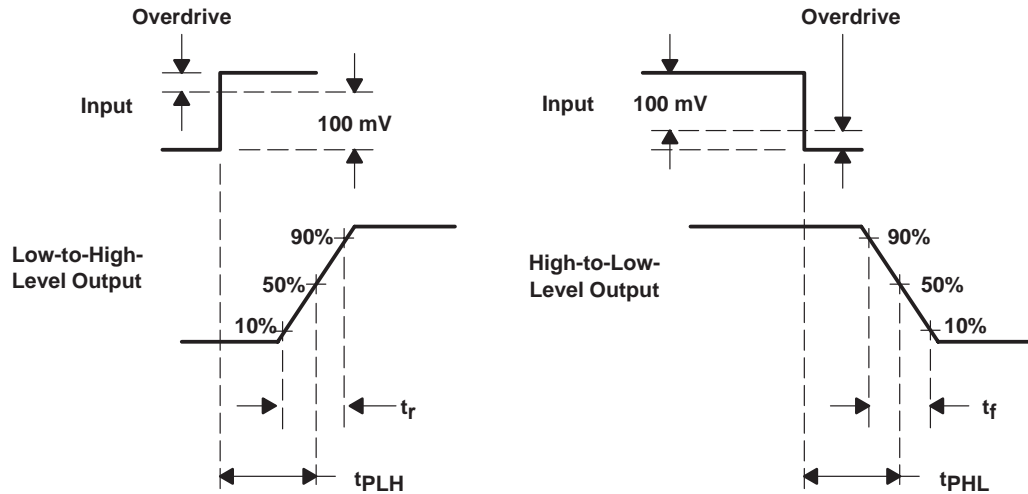 Overdrive
Input
100 mV
Low-to-High-
Level Output
90%
50%
10%
tr
tPLH
Overdrive
Input
100 mV
High-to-Low-
Level Output
90%
50%
10%
tf
tPHL